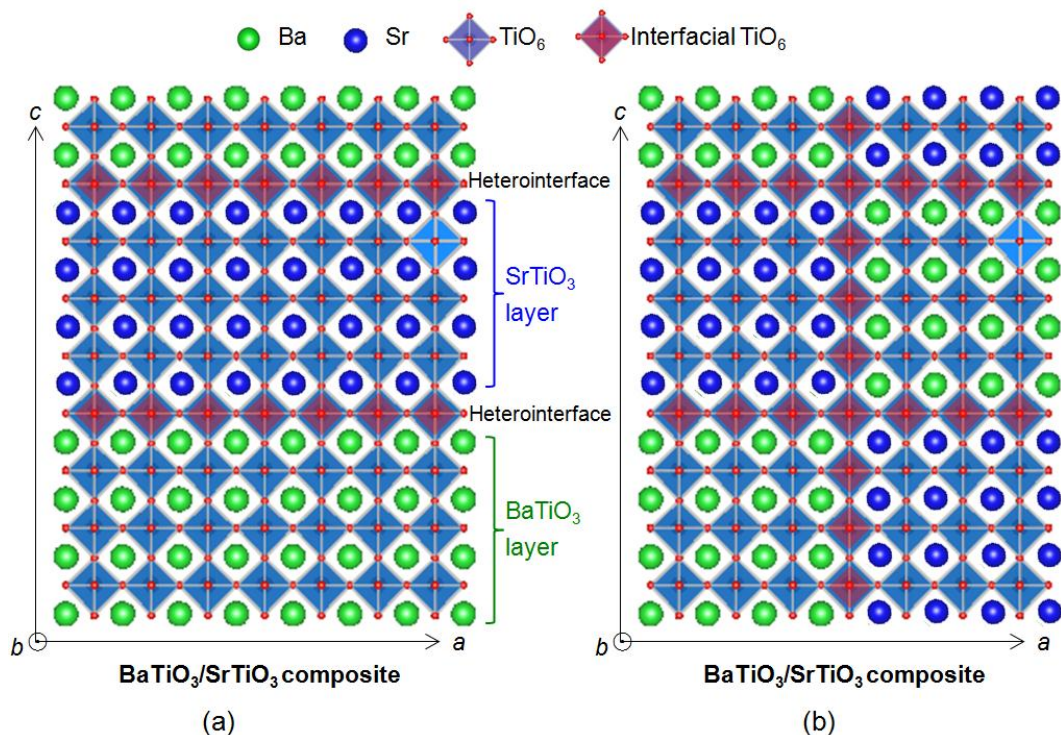 Ba Sr TiO6 Interfacial TiO6
c
c
Heterointerface
SrTiO3
layer
Heterointerface
BaTiO3
layer
b
a
b
a
BaTiO3/SrTiO3 composite
BaTiO3/SrTiO3 composite
(a)
(b)